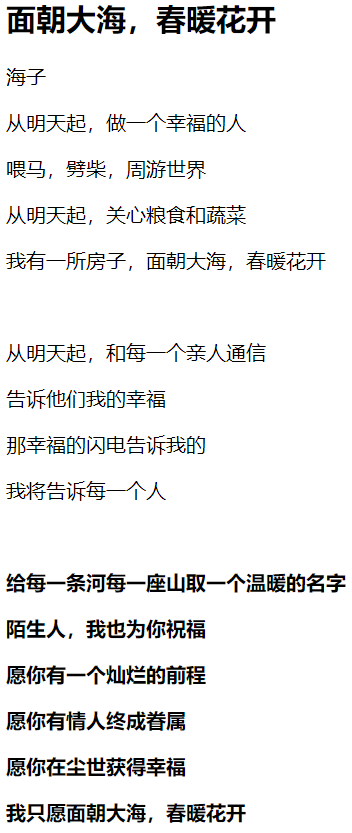 面朝大海，春暖花开
海子
从明天起，做一个幸福的人
喂马，劈柴，周游世界
从明天起，关心粮食和蔬菜
我有一所房子，面朝大海，春暖花开
从明天起，和每一个亲人通信
告诉他们我的幸福
那幸福的闪电告诉我的
我将告诉每一个人
给每一条河每一座山取一个温暖的名字
陌生人，我也为你祝福
愿你有一个灿烂的前程
愿你有情人终成眷属
愿你在尘世获得幸福
我只愿面朝大海，春暖花开